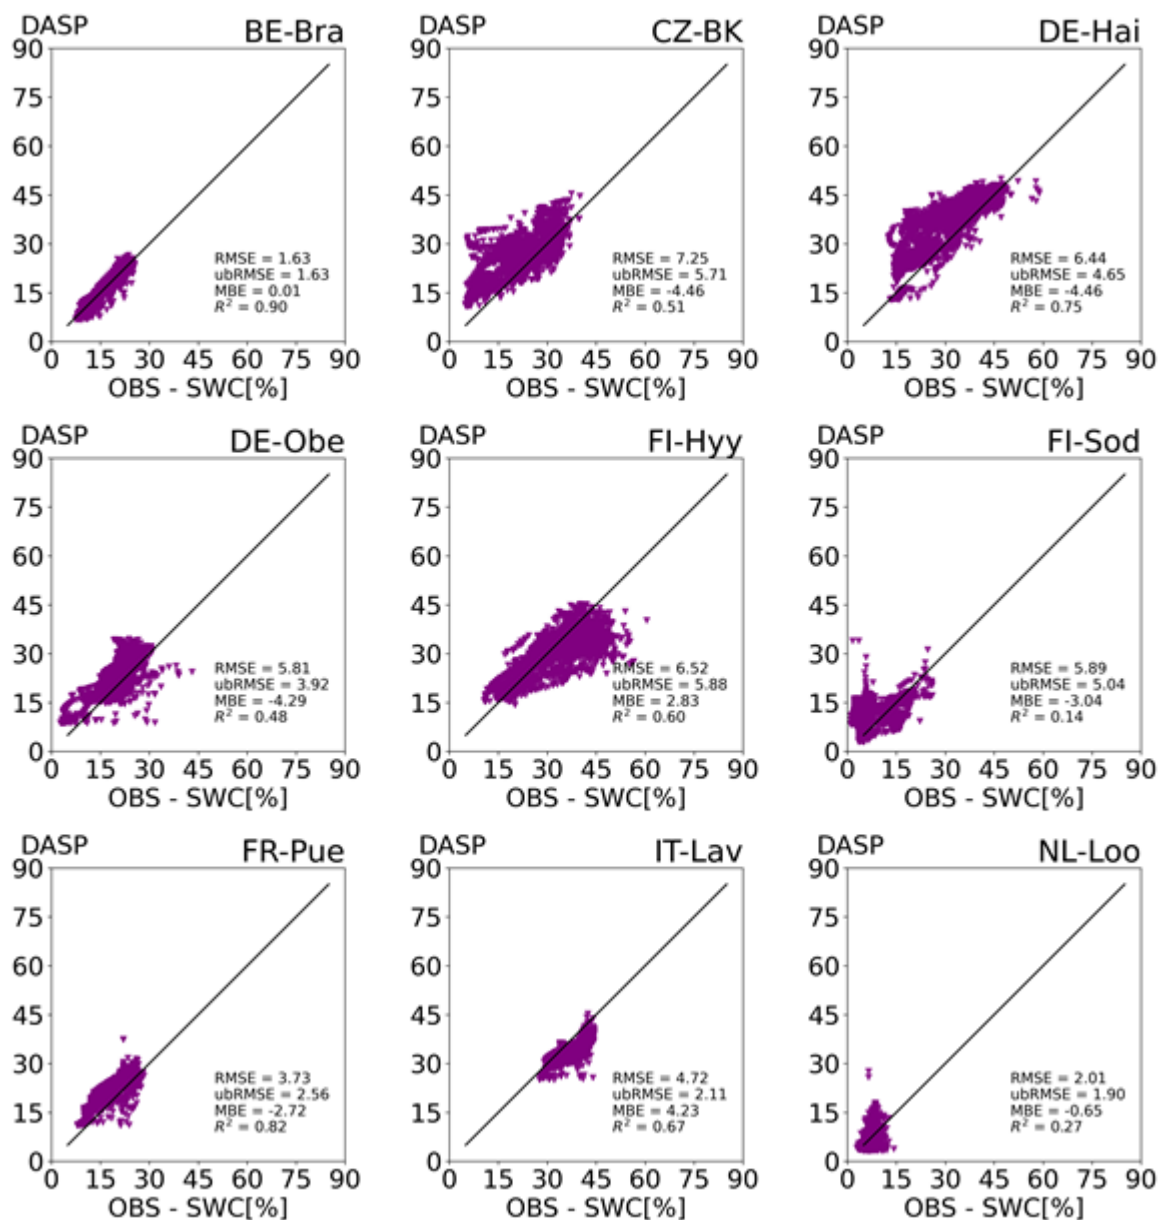 DASP BE-Bra
90
75
60
45
30
15
0
RMSE = 1.63
ubRMSE = 1.63
MBE = 0.01
R² = 0.90
0 15 30 45 60 75 90
OBS - SWC[%]
DASP CZ-BK
90
75
60
45
30
15
0
RMSE = 7.25
ubRMSE = 5.71
MBE = -4.46
R² = 0.51
0 15 30 45 60 75 90
OBS - SWC[%]
DASP DE-Hai
90
75
60
45
30
15
0
RMSE = 6.44
ubRMSE = 4.65
MBE = -4.46
R² = 0.75
0 15 30 45 60 75 90
OBS - SWC[%]
DASP DE-Obe
90
75
60
45
30
15
0
RMSE = 5.81
ubRMSE = 3.92
MBE = -4.29
R² = 0.48
0 15 30 45 60 75 90
OBS - SWC[%]
DASP FI-Hyy
90
75
60
45
30
15
0
RMSE = 6.52
ubRMSE = 5.88
MBE = 2.83
R² = 0.60
0 15 30 45 60 75 90
OBS - SWC[%]
DASP FI-Sod
90
75
60
45
30
15
0
RMSE = 5.89
ubRMSE = 5.04
MBE = -3.04
R² = 0.14
0 15 30 45 60 75 90
OBS - SWC[%]
DASP FR-Pue
90
75
60
45
30
15
0
RMSE = 3.73
ubRMSE = 2.56
MBE = -2.72
R² = 0.82
0 15 30 45 60 75 90
OBS - SWC[%]
DASP IT-Lav
90
75
60
45
30
15
0
RMSE = 4.72
ubRMSE = 2.11
MBE = 4.23
R² = 0.67
0 15 30 45 60 75 90
OBS - SWC[%]
DASP NL-Loo
90
75
60
45
30
15
0
RMSE = 2.01
ubRMSE = 1.90
MBE = -0.65
R² = 0.27
0 15 30 45 60 75 90
OBS - SWC[%]